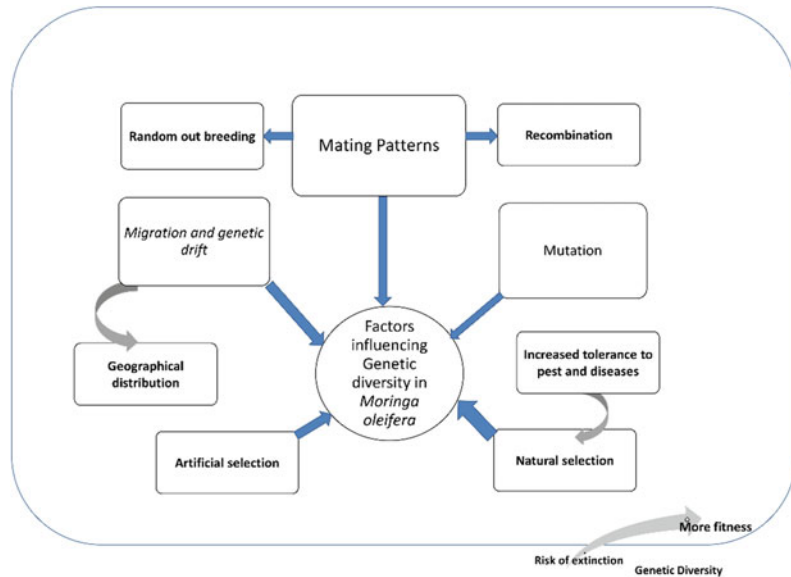 Random out breeding
Mating Patterns
Recombination
Migration and genetic
drift
Mutation
Factors
influencing
Genetic
diversity in
Moringa
oleifera
Geographical
distribution
Increased tolerance to
pest and diseases
Artificial selection
Natural selection
More fitness
Risk of extinction
Genetic Diversity